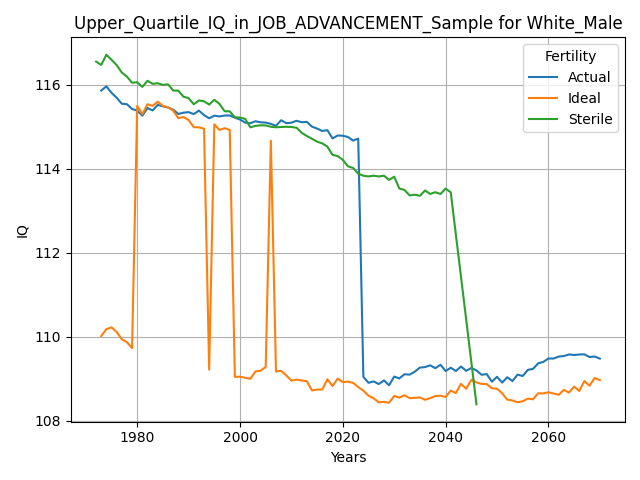 Upper_Quartile_IQ_in_JOB_ADVANCEMENT_Sample for White_Male
Fertility
Actual
Ideal
Sterile
IQ
116
114
112
110
108
1980
2000
2020
2040
2060
Years